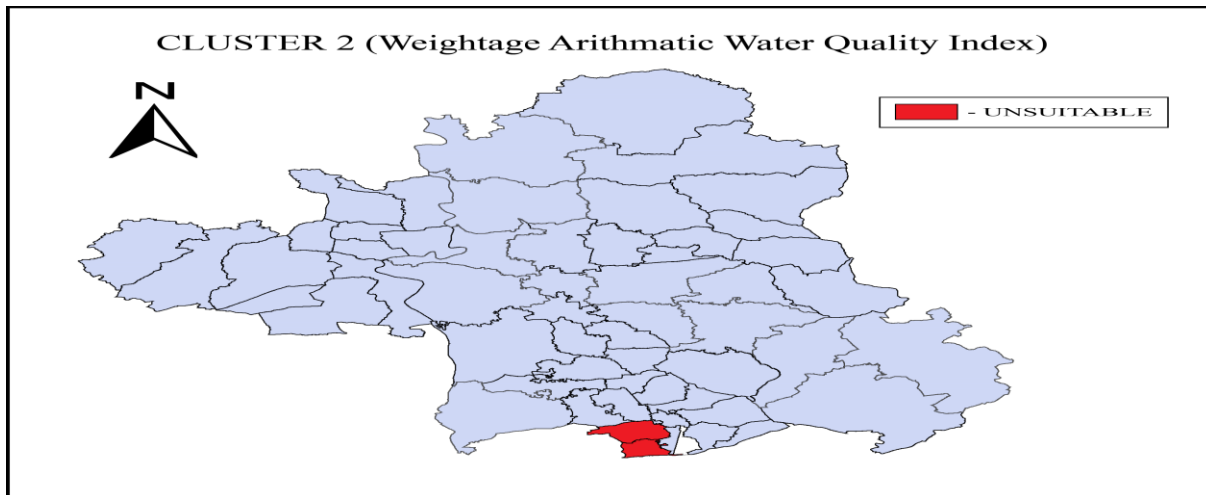 CLUSTER 2 (Weightage Arithmatic Water Quality Index)
N
- UNSUITABLE